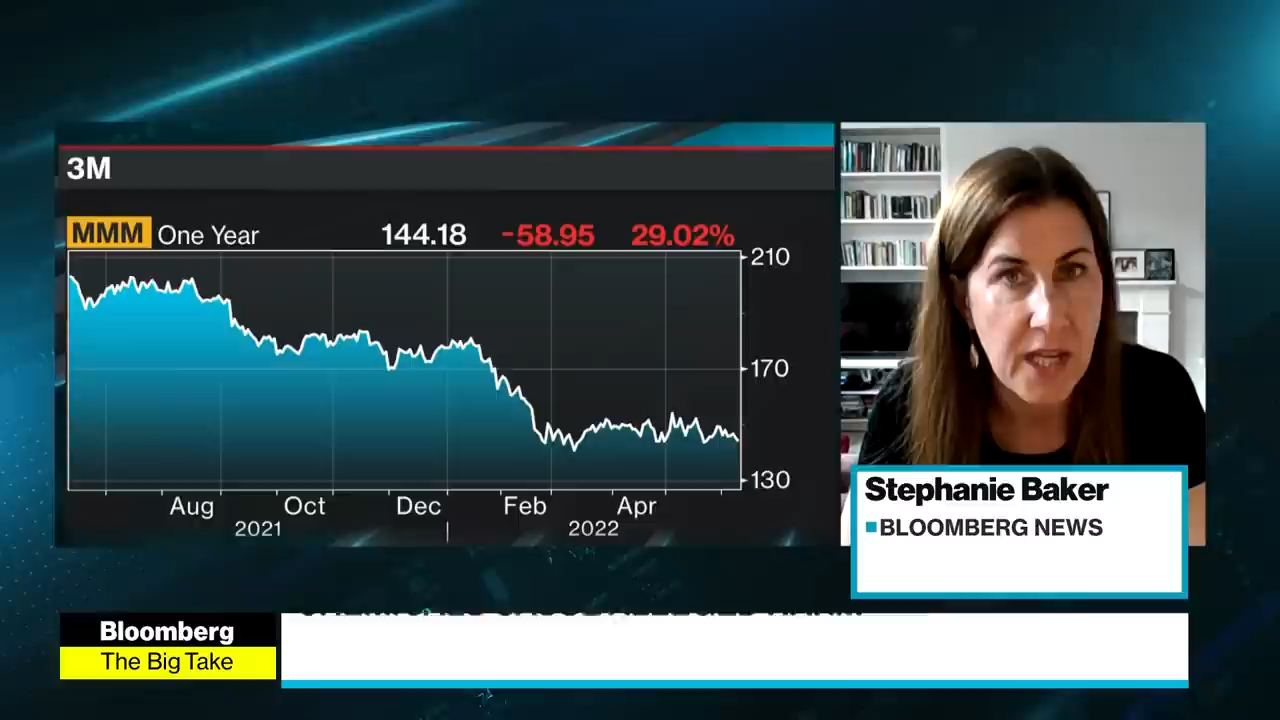 3M
MMM One Year 144.18 -58.95 29.02%
210
170
130
Aug Oct Dec Feb Apr
2021 2022
Stephanie Baker
BLOOMBERG NEWS
Bloomberg
The Big Take